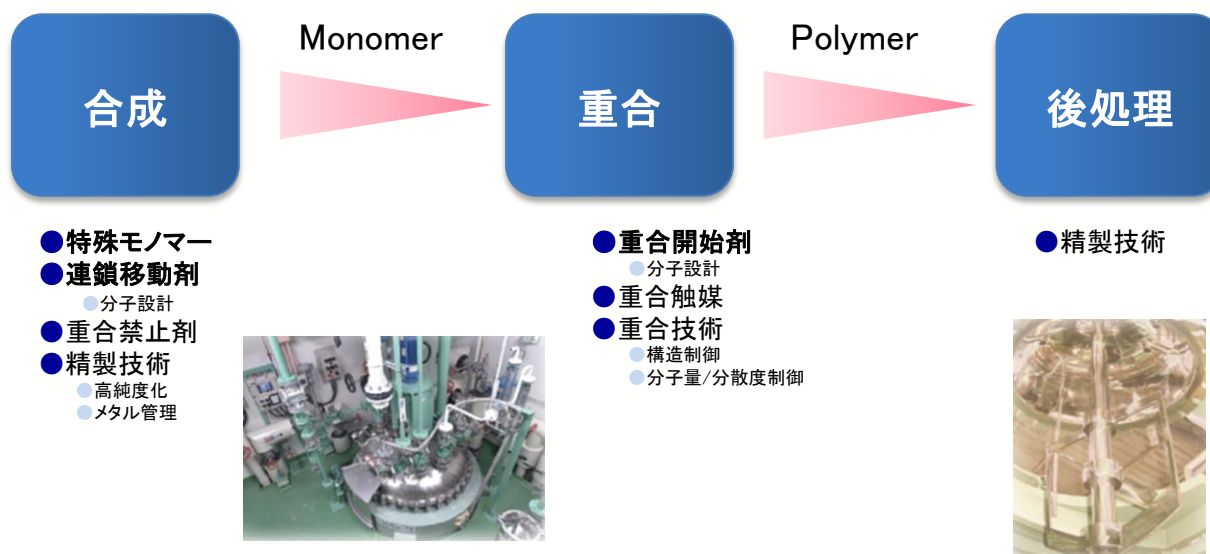 合成
Monomer
重合
Polymer
後処理
●特殊モノマー
●連鎖移動剤
●分子設計
●重合禁止剤
●精製技術
●高純度化
●メタル管理
●重合開始剤
●分子設計
●重合触媒
●重合技術
●構造制御
●分子量/分散度制御
●精製技術